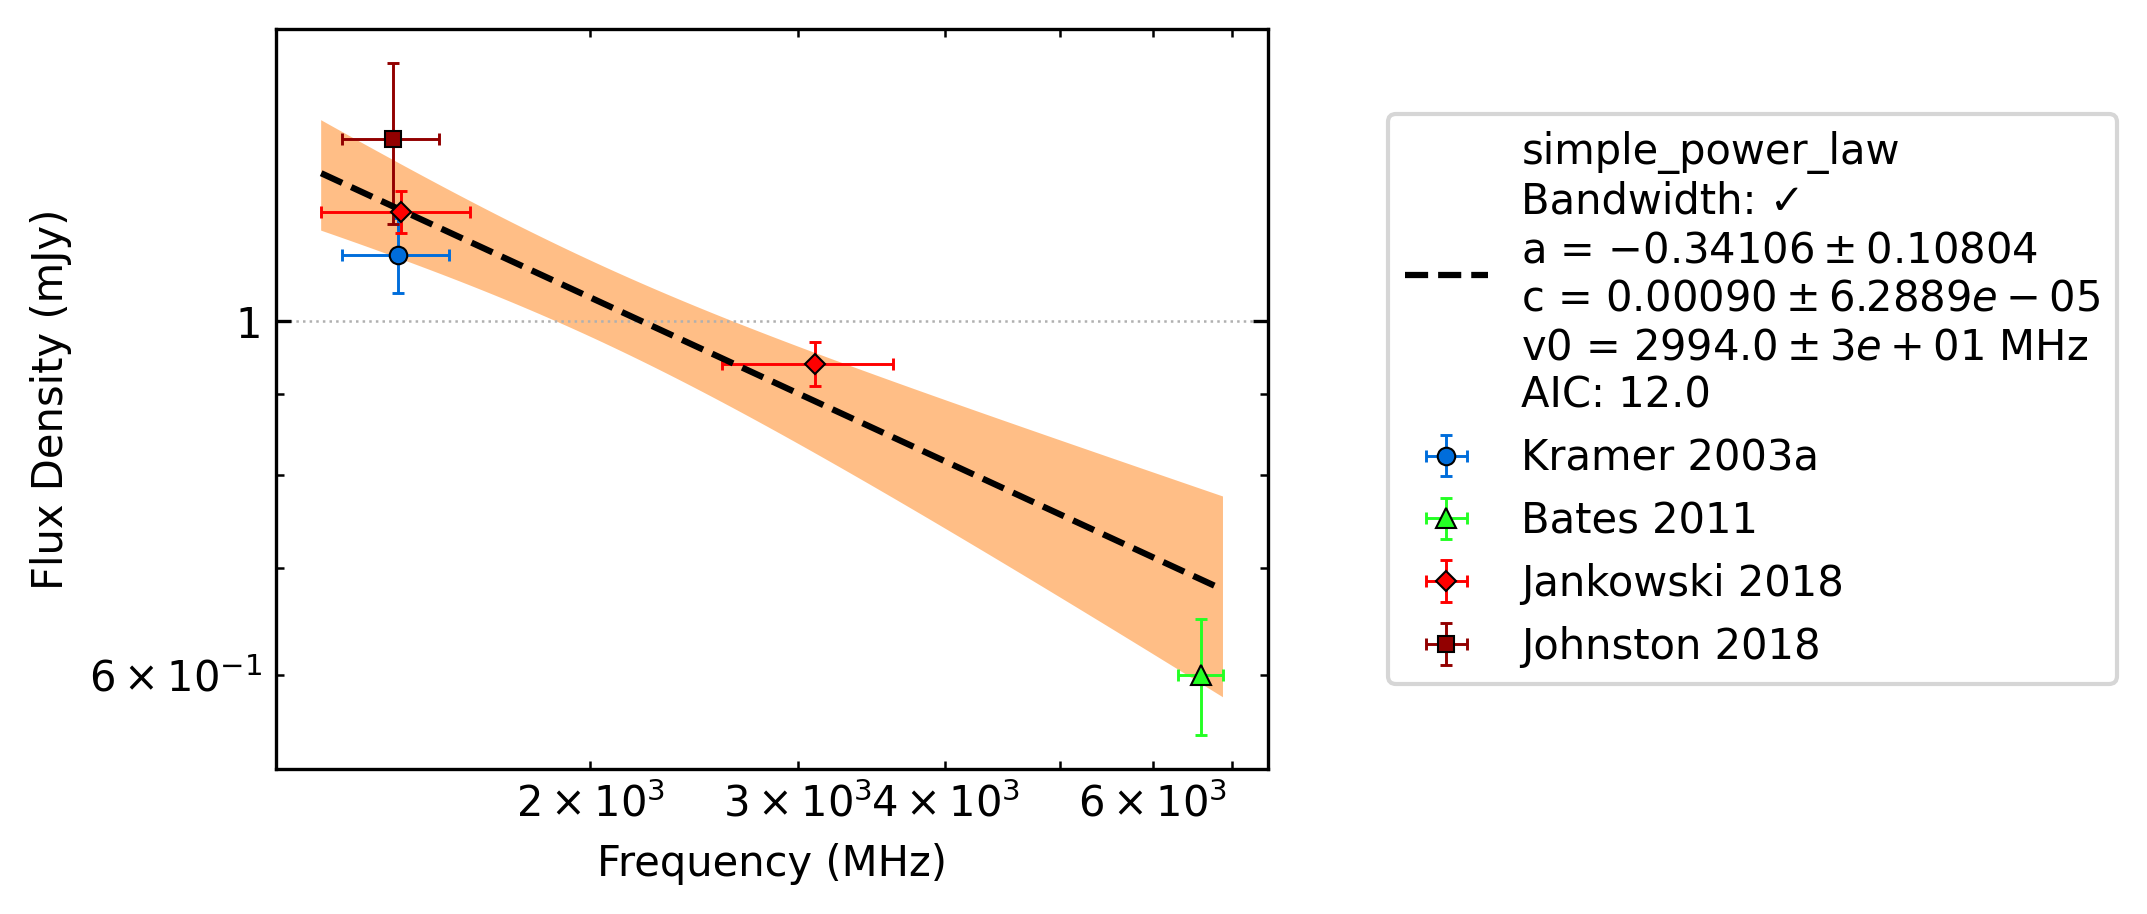 Flux Density (mJy)
1
6 × 10⁻¹
2 × 10³ 3 × 10³ 4 × 10³ 6 × 10³
Frequency (MHz)
simple_power_law
Bandwidth: ✓
a = −0.34106 ± 0.10804
c = 0.00090 ± 6.2889e − 05
v0 = 2994.0 ± 3e + 01 MHz
AIC: 12.0
Kramer 2003a
Bates 2011
Jankowski 2018
Johnston 2018